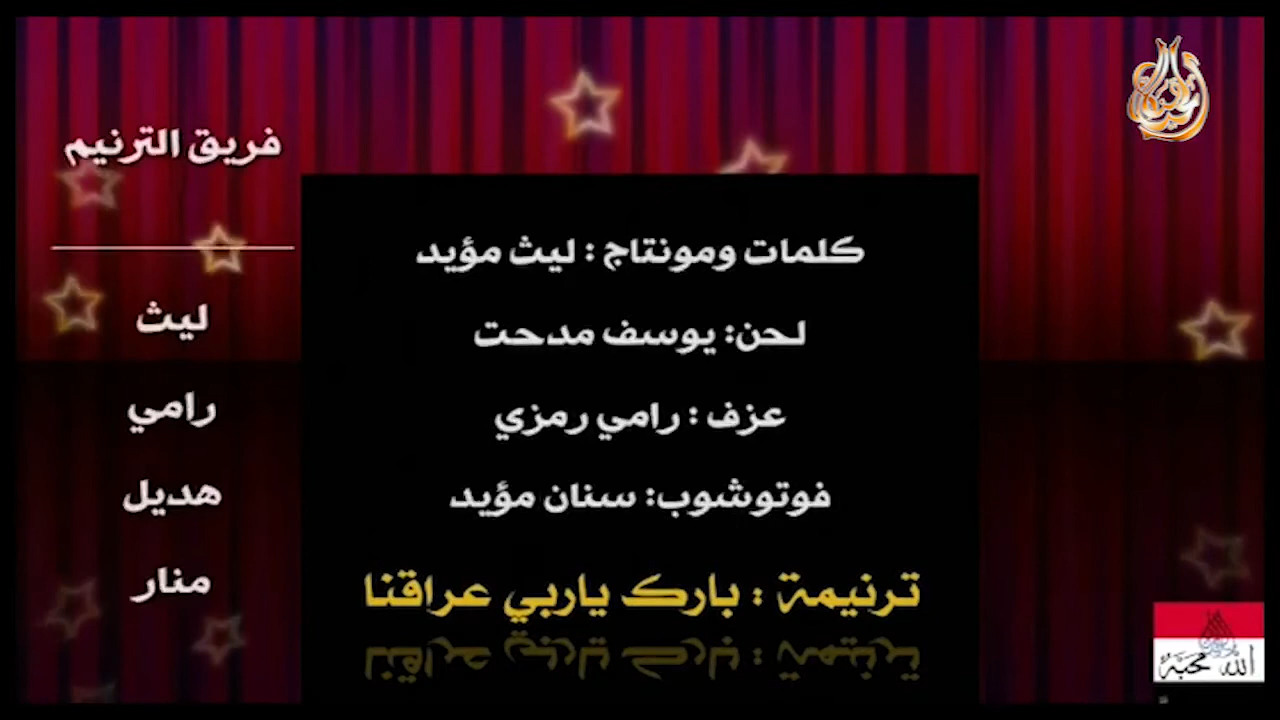 فريق الترنيم
ليث
رامي
هديل
منار
كلمات ومونتاج : ليث مؤيد
لحن: يوسف مدحت
عزف : رامي رمزي
فوتوشوب: سنان مؤيد
ترنيمة : بارك ياربي عراقنا
الله محبة